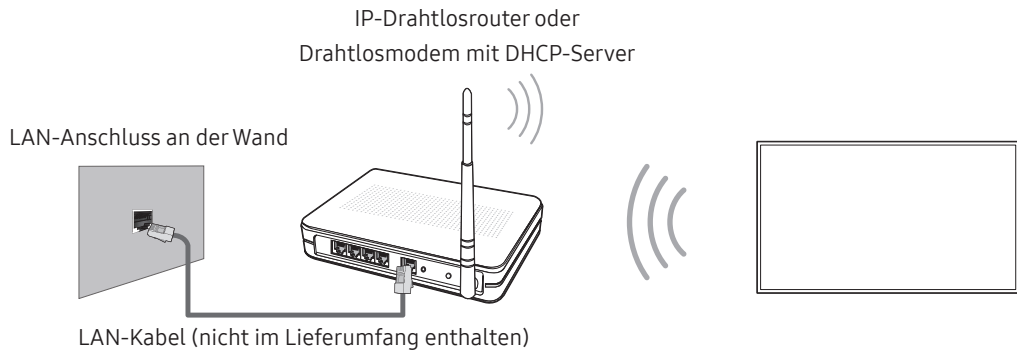 IP-Drahtlosrouter oder
Drahtlosmodem mit DHCP-Server
LAN-Anschluss an der Wand
LAN-Kabel (nicht im Lieferumfang enthalten)